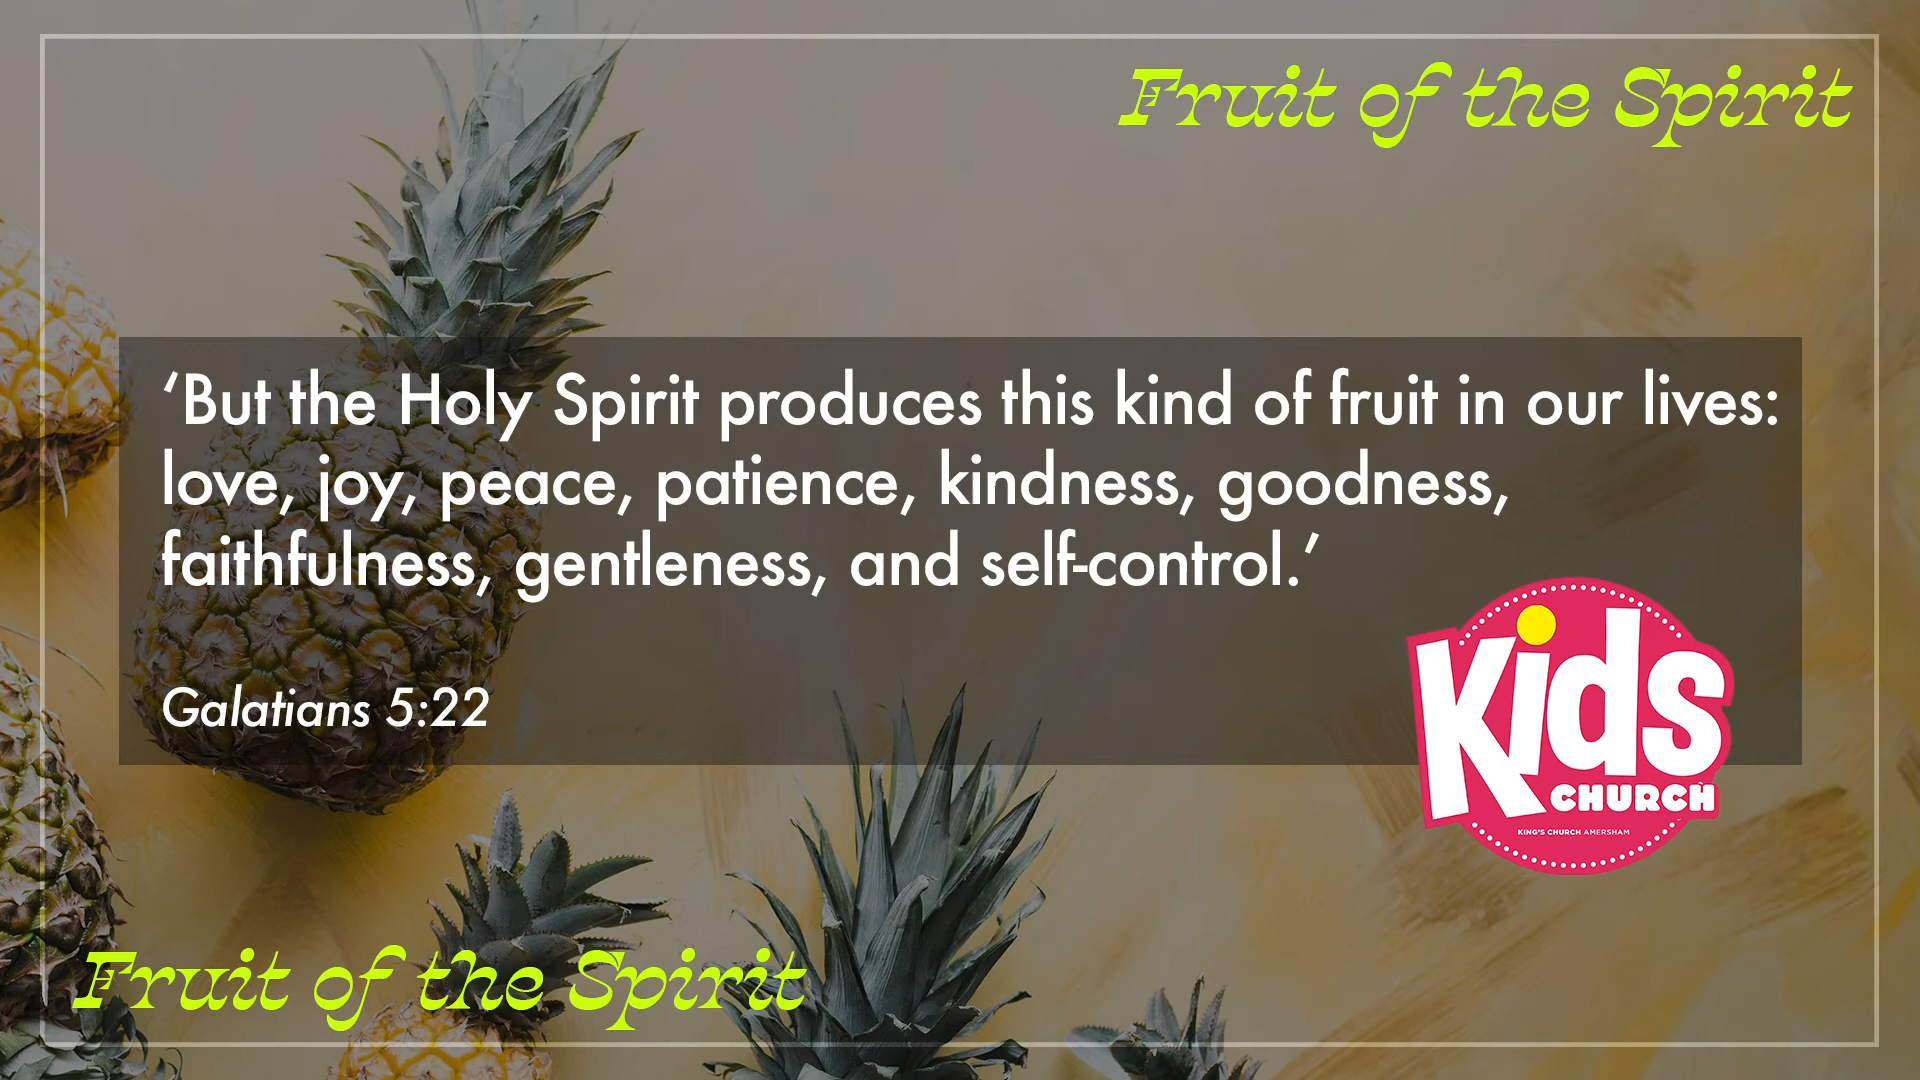 Fruit of the Spirit
‘But the Holy Spirit produces this kind of fruit in our lives:
love, joy, peace, patience, kindness, goodness,
faithfulness, gentleness, and self-control.’
Galatians 5:22
Kids
CHURCH
KING'S CHURCH AMERSHAM
Fruit of the Spirit